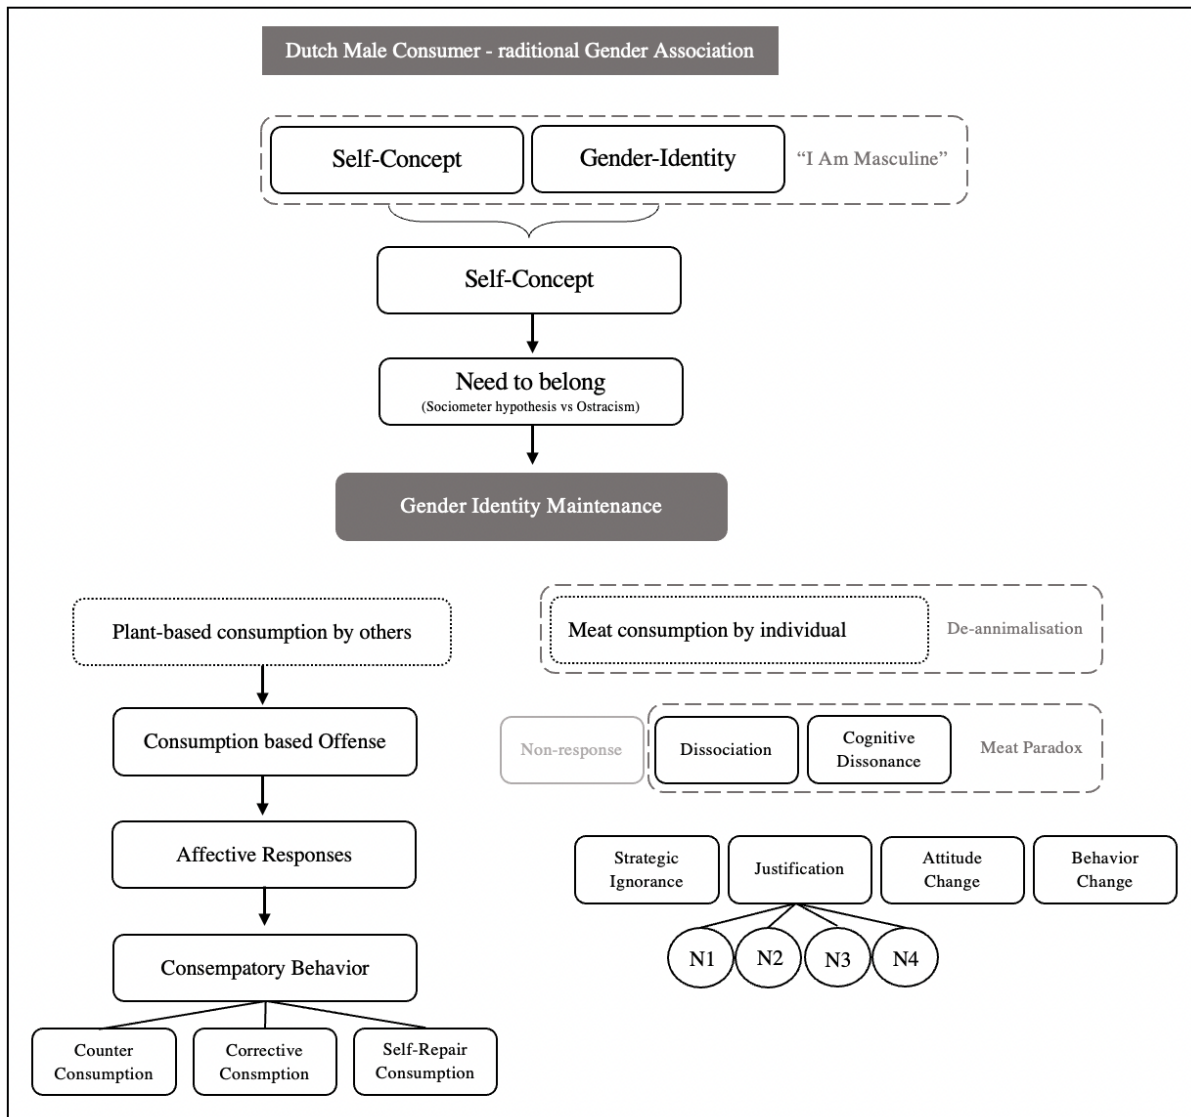 Dutch Male Consumer - raditional Gender Association
Self-Concept
Gender-Identity
“I Am Masculine”
Self-Concept
Need to belong
(Sociometer hypothesis vs Ostracism)
Gender Identity Maintenance
Plant-based consumption by others
Consumption based Offense
Affective Responses
Consempatory Behavior
Counter
Consumption
Corrective
Consmption
Self-Repair
Consumption
Meat consumption by individual
De-annimalisation
Non-response
Dissociation
Cognitive
Dissonance
Meat Paradox
Strategic
Ignorance
Justification
Attitude
Change
Behavior
Change
N1
N2
N3
N4